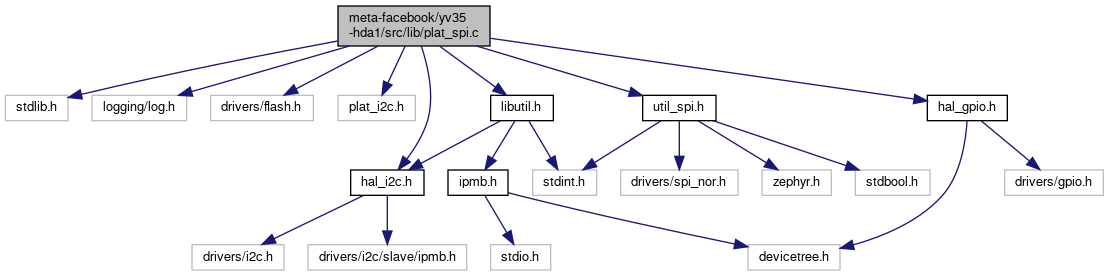 meta-facebook/yv35
-hda1/src/lib/plat_spi.c
stdlib.h
logging/log.h
drivers/flash.h
plat_i2c.h
libutil.h
util_spi.h
hal_gpio.h
hal_i2c.h
ipmb.h
stdint.h
drivers/spi_nor.h
zephyr.h
stdbool.h
drivers/gpio.h
drivers/i2c.h
drivers/i2c/slave/ipmb.h
stdio.h
devicetree.h